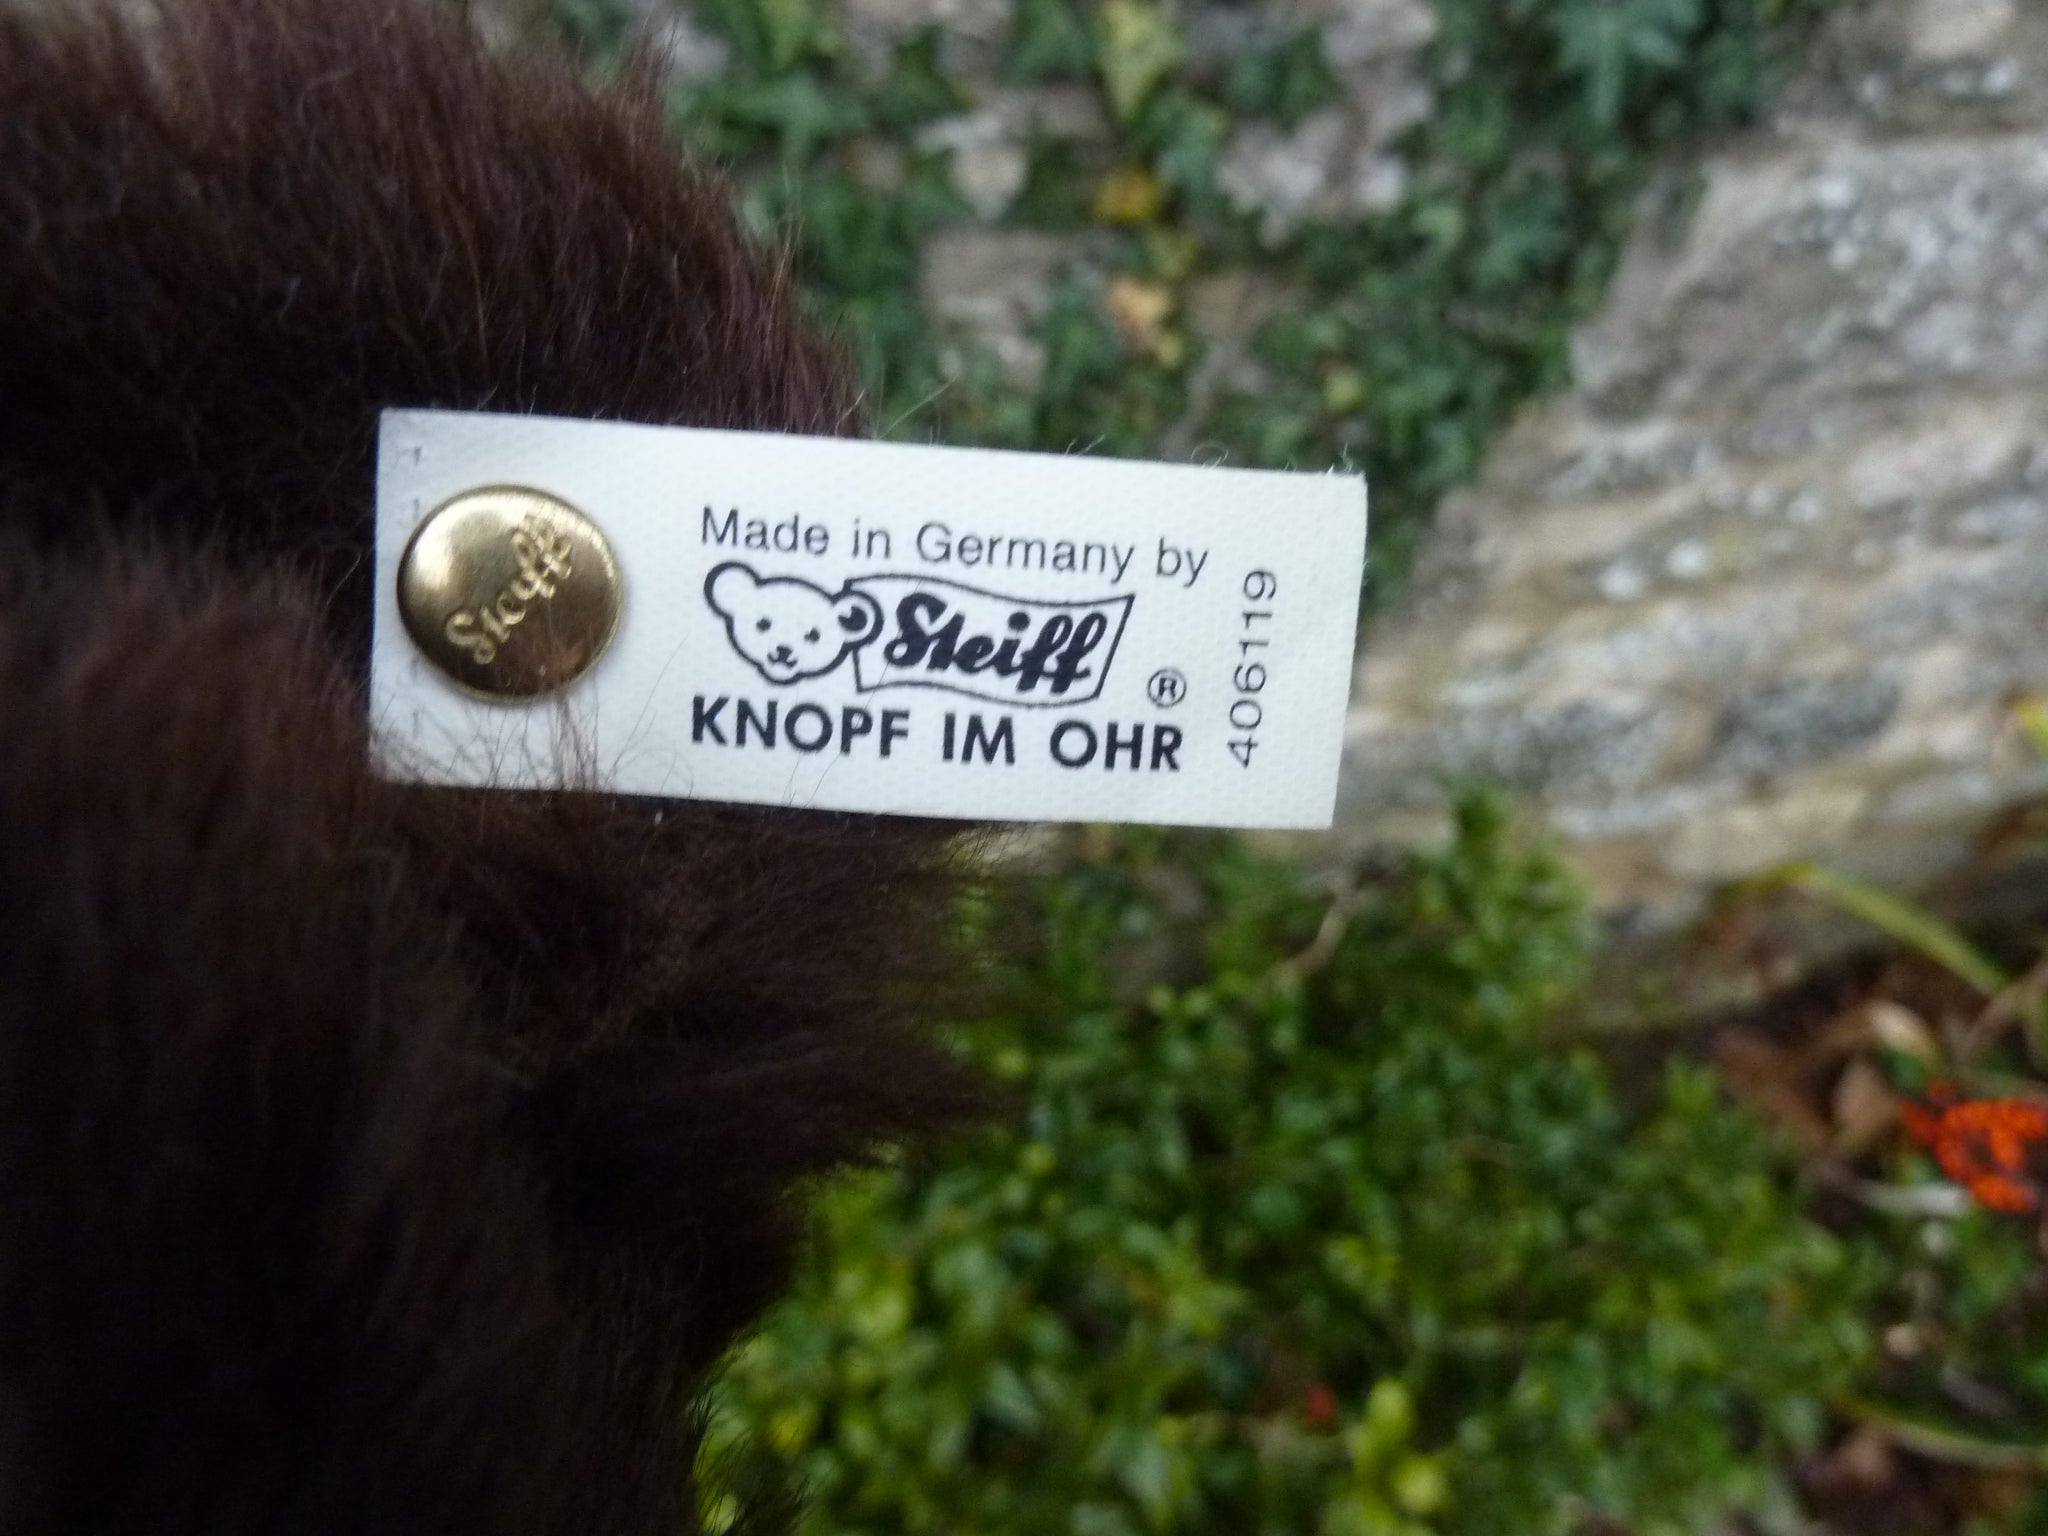 Steiff
Made in Germany by
Steiff
®
KNOPF IM OHR
406119